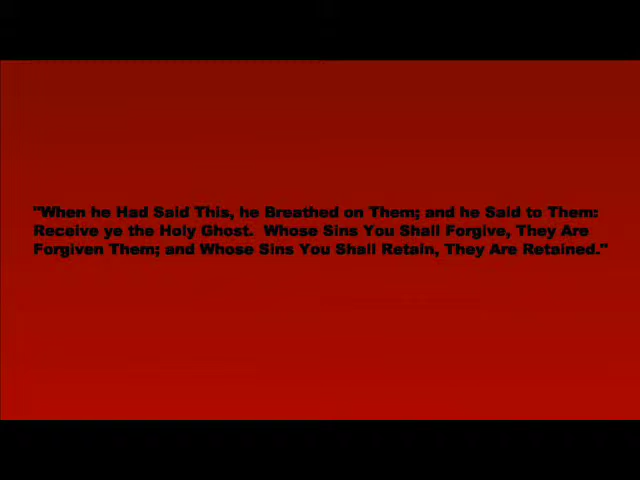 "When he Had Said This, he Breathed on Them; and he Said to Them:
Receive ye the Holy Ghost.  Whose Sins You Shall Forgive, They Are
Forgiven Them; and Whose Sins You Shall Retain, They Are Retained."